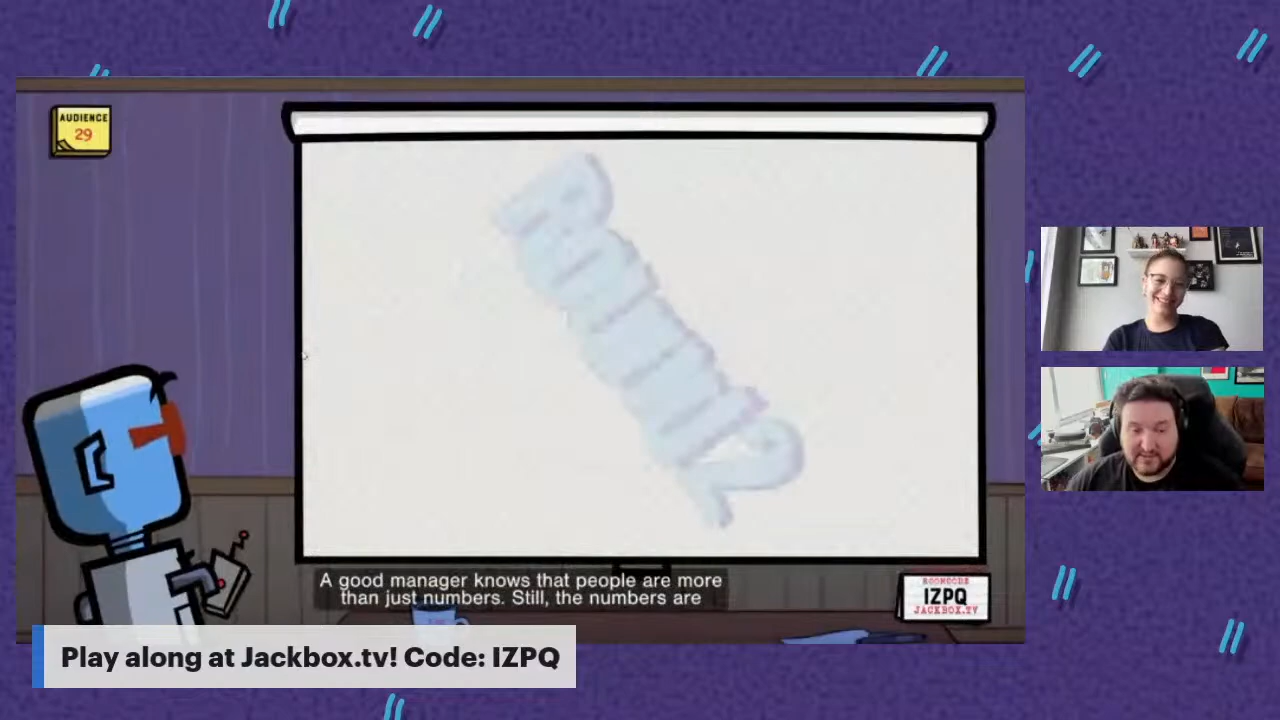 AUDIENCE
29
A good manager knows that people are more
than just numbers. Still, the numbers are
ROOMCODE
IZPQ
JACKBOX.TV
Play along at Jackbox.tv! Code: IZPQ